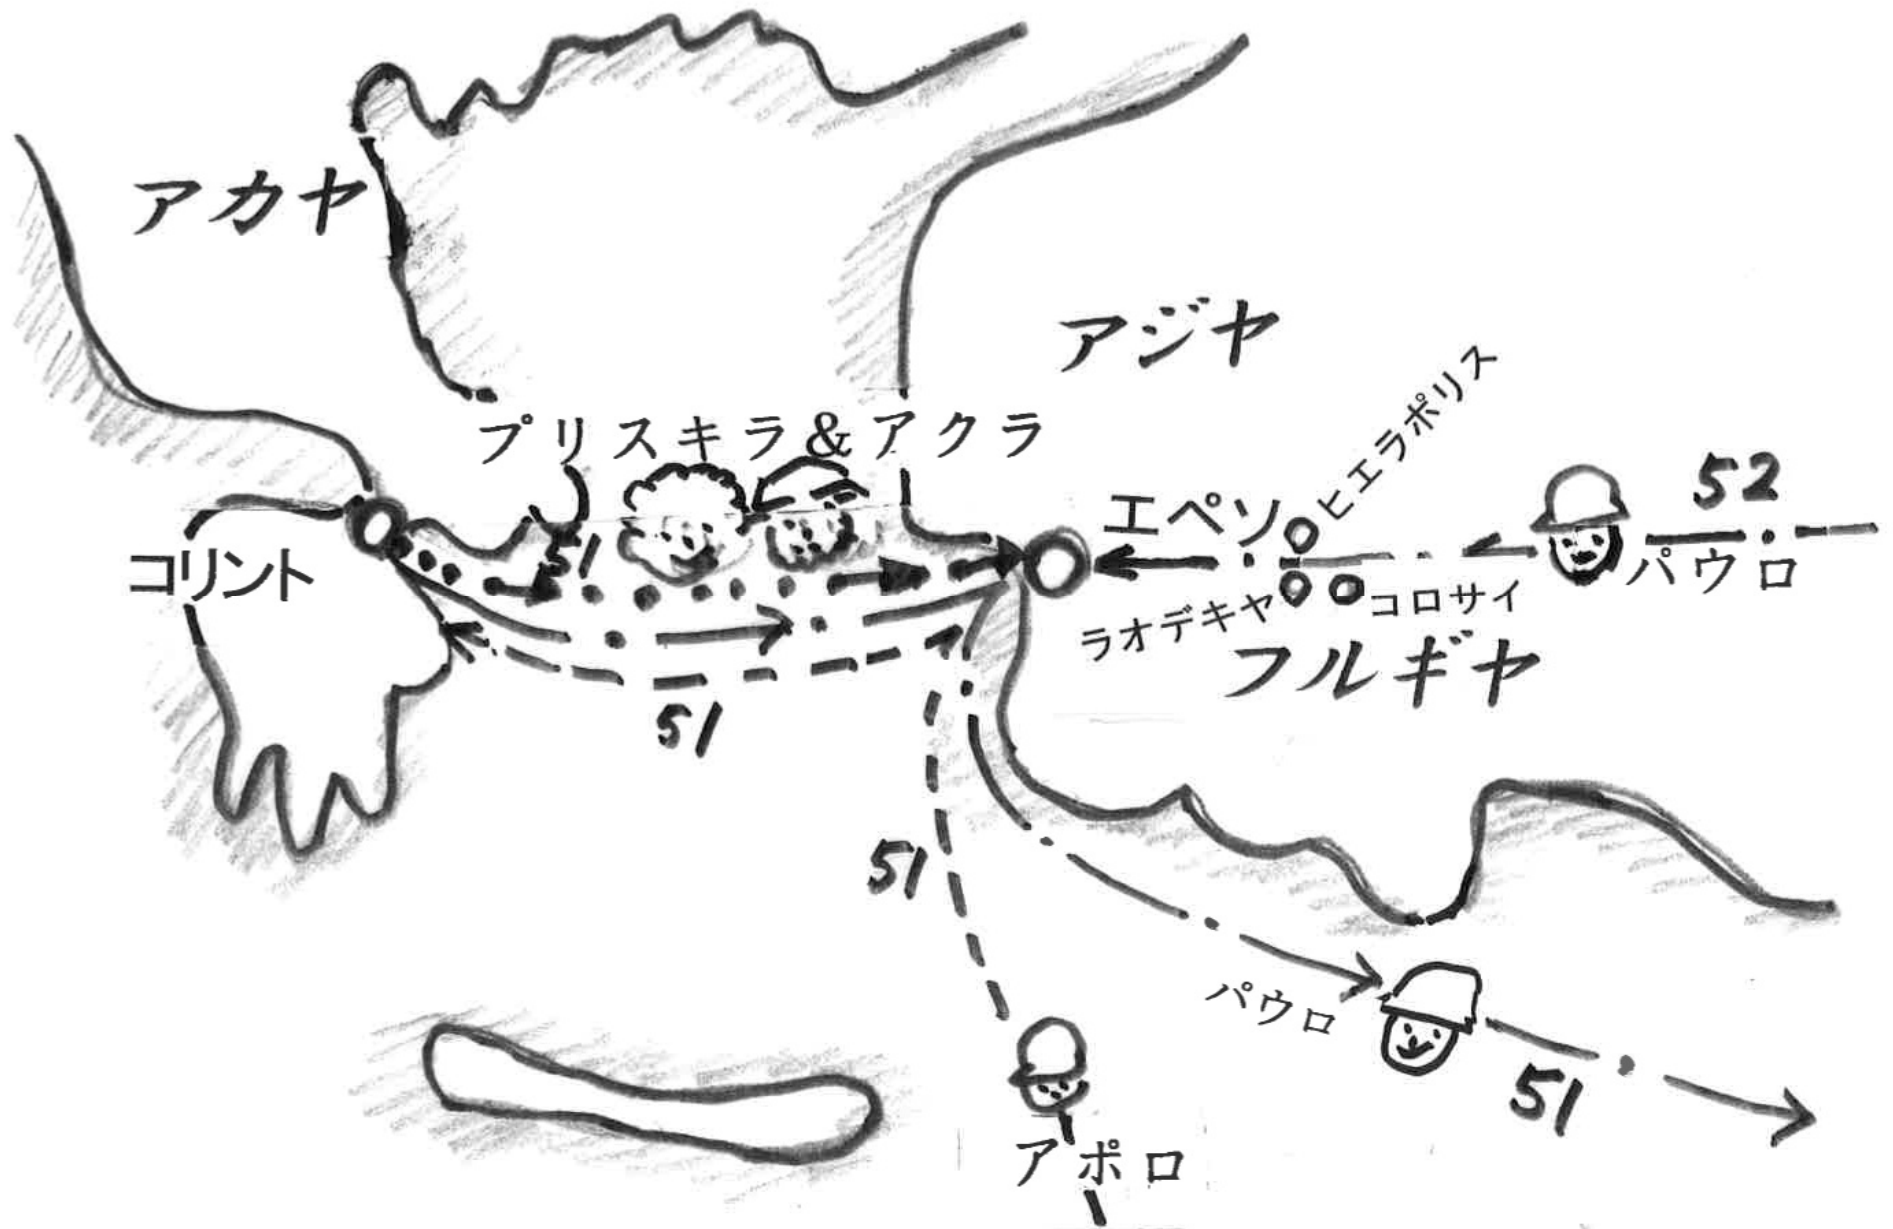 アカヤ
アジヤ
ヒエラポリス
プリスキラ&アクラ
52
エペソ
パウロ
コリント
51
ラオデキヤ
コロサイ
フルギヤ
51
51
パウロ
51
アポロ